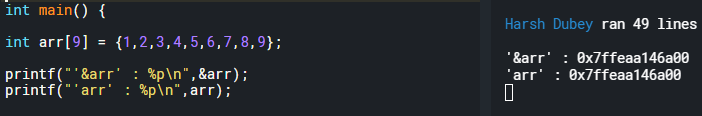 int main() {
int arr[9] = {1,2,3,4,5,6,7,8,9};
printf("'&arr' : %p\n",&arr);
printf("'arr' : %p\n",arr);
Harsh Dubey ran 49 lines
'&arr' : 0x7ffeaa146a00
'arr' : 0x7ffeaa146a00